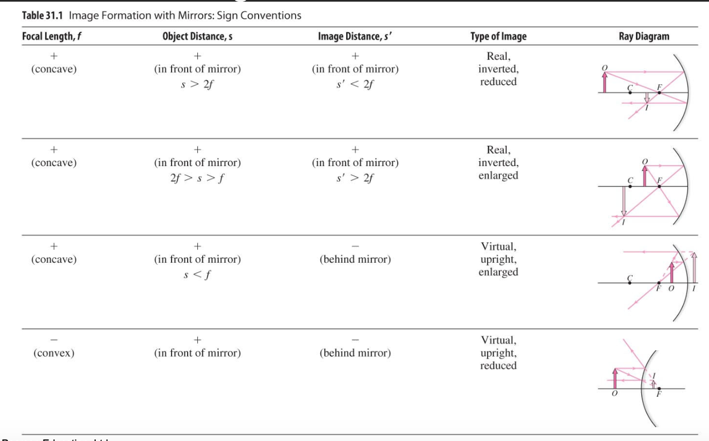 Table 31.1 Image Formation with Mirrors: Sign Conventions
Focal Length, f Object Distance, s Image Distance, s′ Type of Image Ray Diagram
+ + + Real,
(concave) (in front of mirror) (in front of mirror) inverted,
s > 2f s′ < 2f reduced
O
C F
I
+ + + Real,
(concave) (in front of mirror) (in front of mirror) inverted,
2f > s > f s′ > 2f enlarged
O
C F
I
+ + − Virtual,
(concave) (in front of mirror) (behind mirror) upright,
s < f enlarged
C
F O I
− + − Virtual,
(convex) (in front of mirror) (behind mirror) upright,
reduced
I
O F